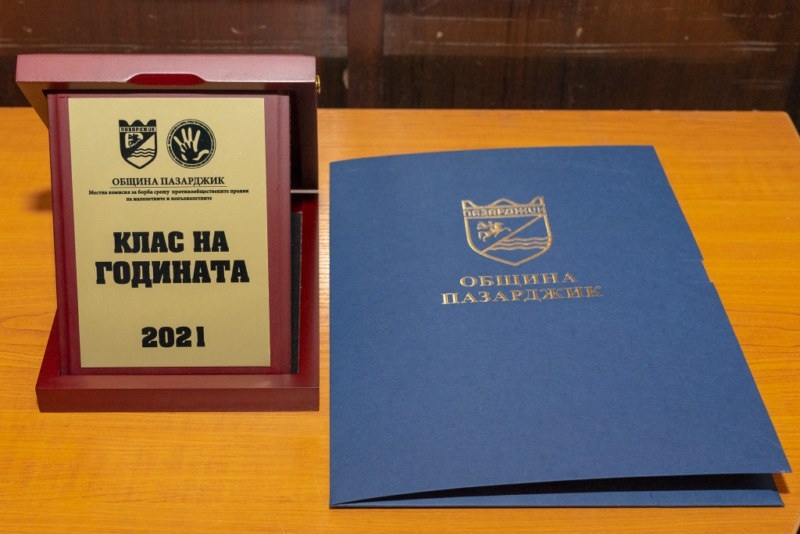 ПАЗАРДЖИК
ОБЩИНА ПАЗАРДЖИК
Местна комисия за борба срещу противообществените прояви
на малолетните и непълнолетните
КЛАС НА
ГОДИНАТА
2021
ПАЗАРДЖИК
ОБЩИНА
ПАЗАРДЖИК